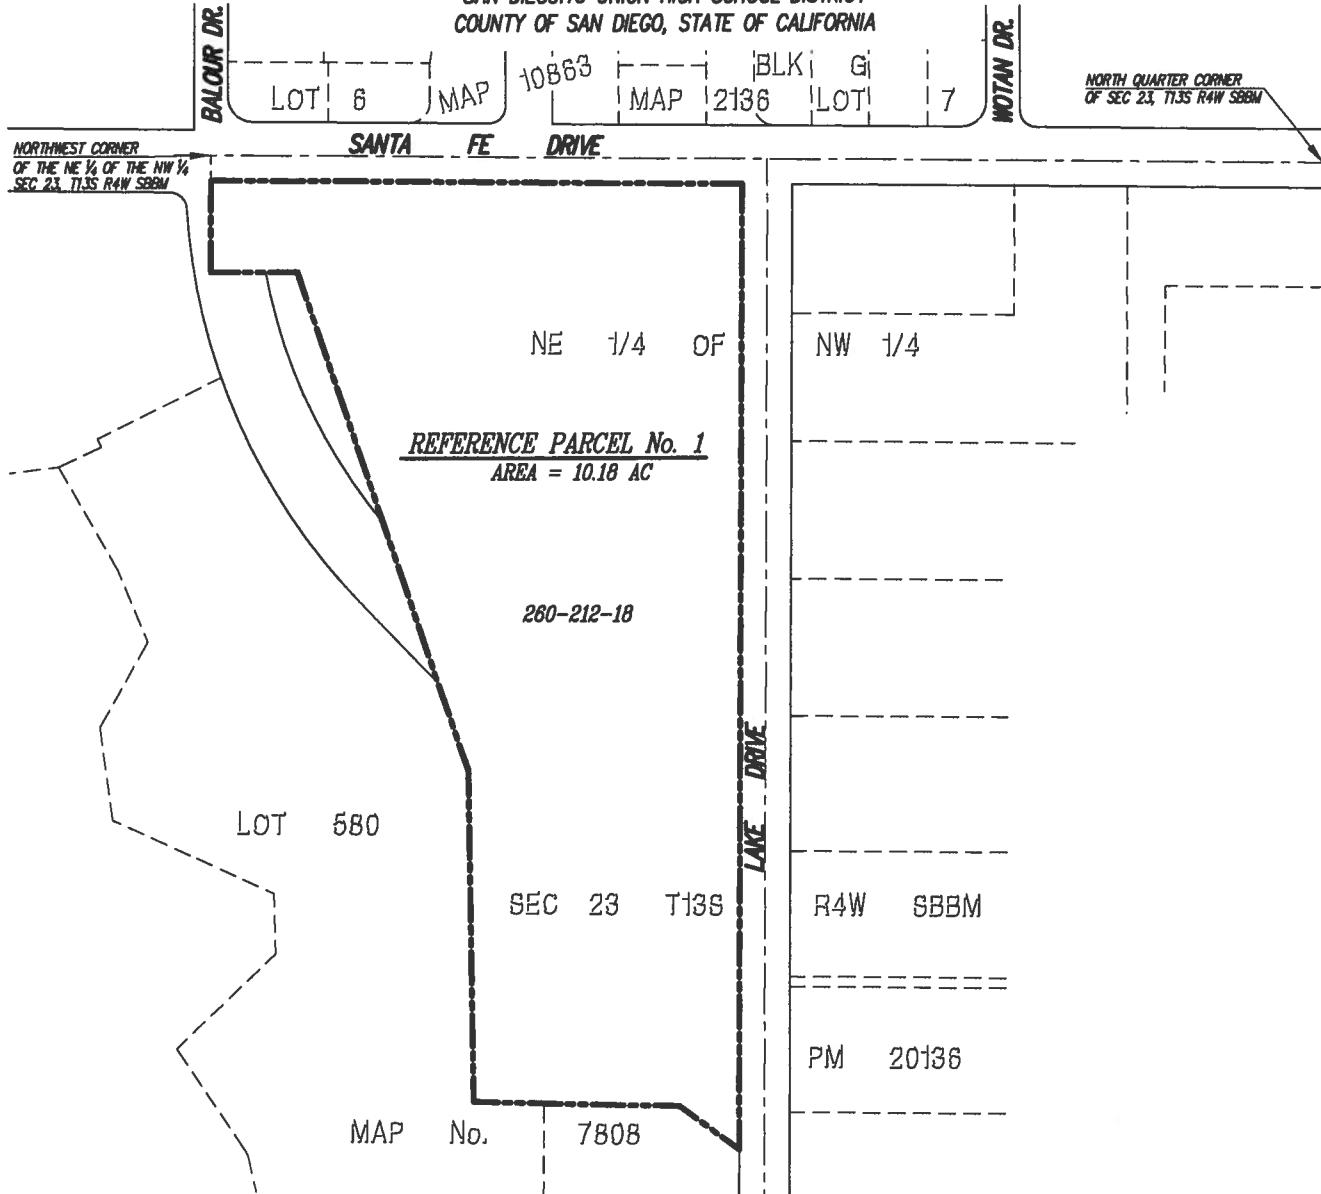 COUNTY OF SAN DIEGO, STATE OF CALIFORNIA
BALOUR DR.
WOTAN DR.
LOT 6
MAP 10863
BLK G
MAP 2136 LOT 7
NORTH QUARTER CORNER
OF SEC 23, T13S R4W SBBM
SANTA FE DRIVE
NORTHWEST CORNER
OF THE NE ¼ OF THE NW ¼
SEC 23, T13S R4W SBBM
NE 1/4 OF NW 1/4
REFERENCE PARCEL No. 1
AREA = 10.18 AC
260-212-18
LAKE DRIVE
LOT 580
SEC 23 T13S R4W SBBM
PM 20136
MAP No. 7808